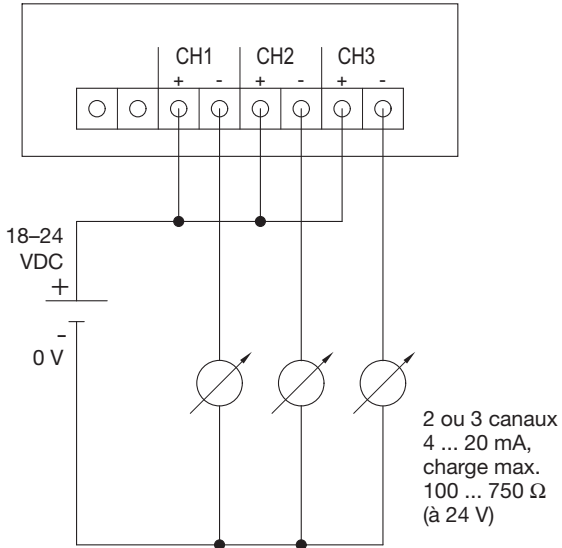 CH1 CH2 CH3
+ - + - + -
18–24
VDC
+
-
0 V
2 ou 3 canaux
4 ... 20 mA,
charge max.
100 ... 750 Ω
(à 24 V)